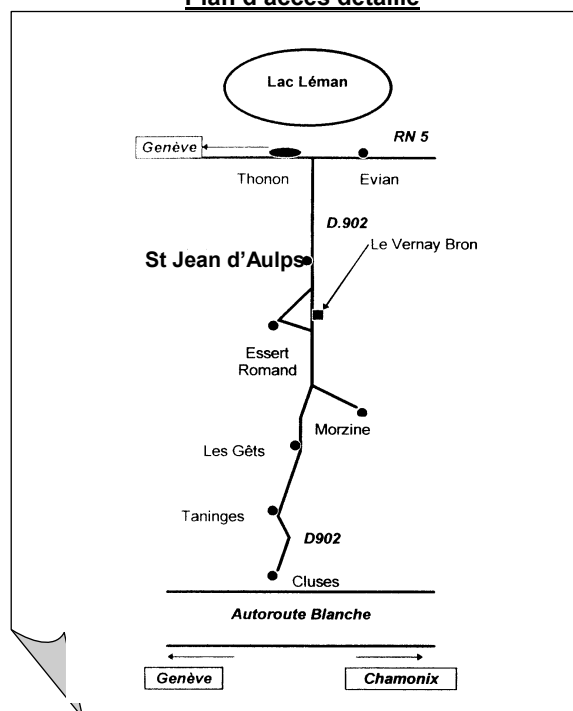 Plan d'accès détaillé
Lac Léman
RN 5
Genève
Thonon
Evian
D.902
Le Vernay Bron
St Jean d'Aulps
Essert
Romand
Morzine
Les Gêts
Taninges
D902
Cluses
Autoroute Blanche
Genève
Chamonix